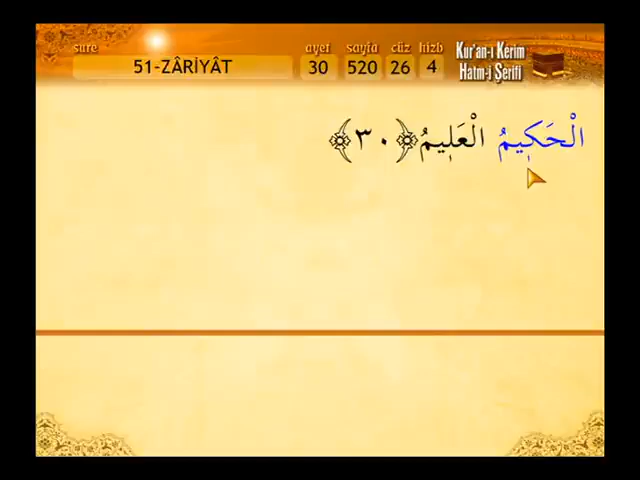 sure ayet sayfa cüz hizb
51-ZÂRİYÂT 30 520 26 4
Kur'an-ı Kerim
Hatm-i Şerifi
الْحَكِيمُ الْعَلِيمُ ﴿٣٠﴾